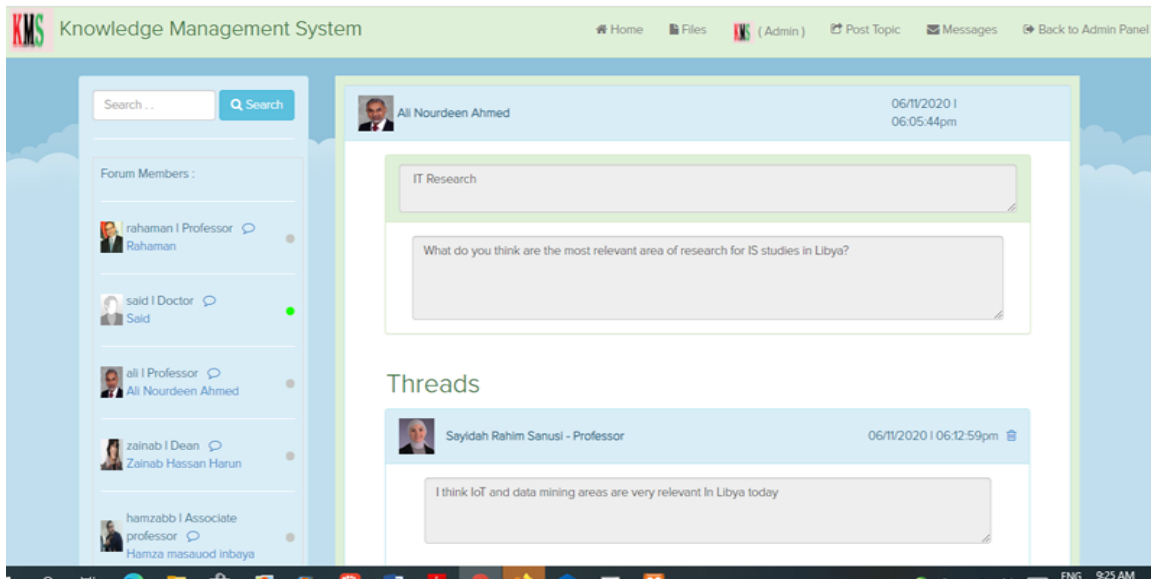 KMS Knowledge Management System
Home Files KMS ( Admin ) Post Topic Messages Back to Admin Panel
Search . . Search
Forum Members :
rahaman | Professor
Rahaman
said | Doctor
Said
ali | Professor
Ali Nourdeen Ahmed
zainab | Dean
Zainab Hassan Harun
hamzabb | Associate
professor
Hamza masauod inbaya
Ali Nourdeen Ahmed
06/11/2020 |
06:05:44pm
IT Research
What do you think are the most relevant area of research for IS studies in Libya?
Threads
Sayidah Rahim Sanusi - Professor 06/11/2020 | 06:12:59pm
I think IoT and data mining areas are very relevant In Libya today
ENG 9:25 AM